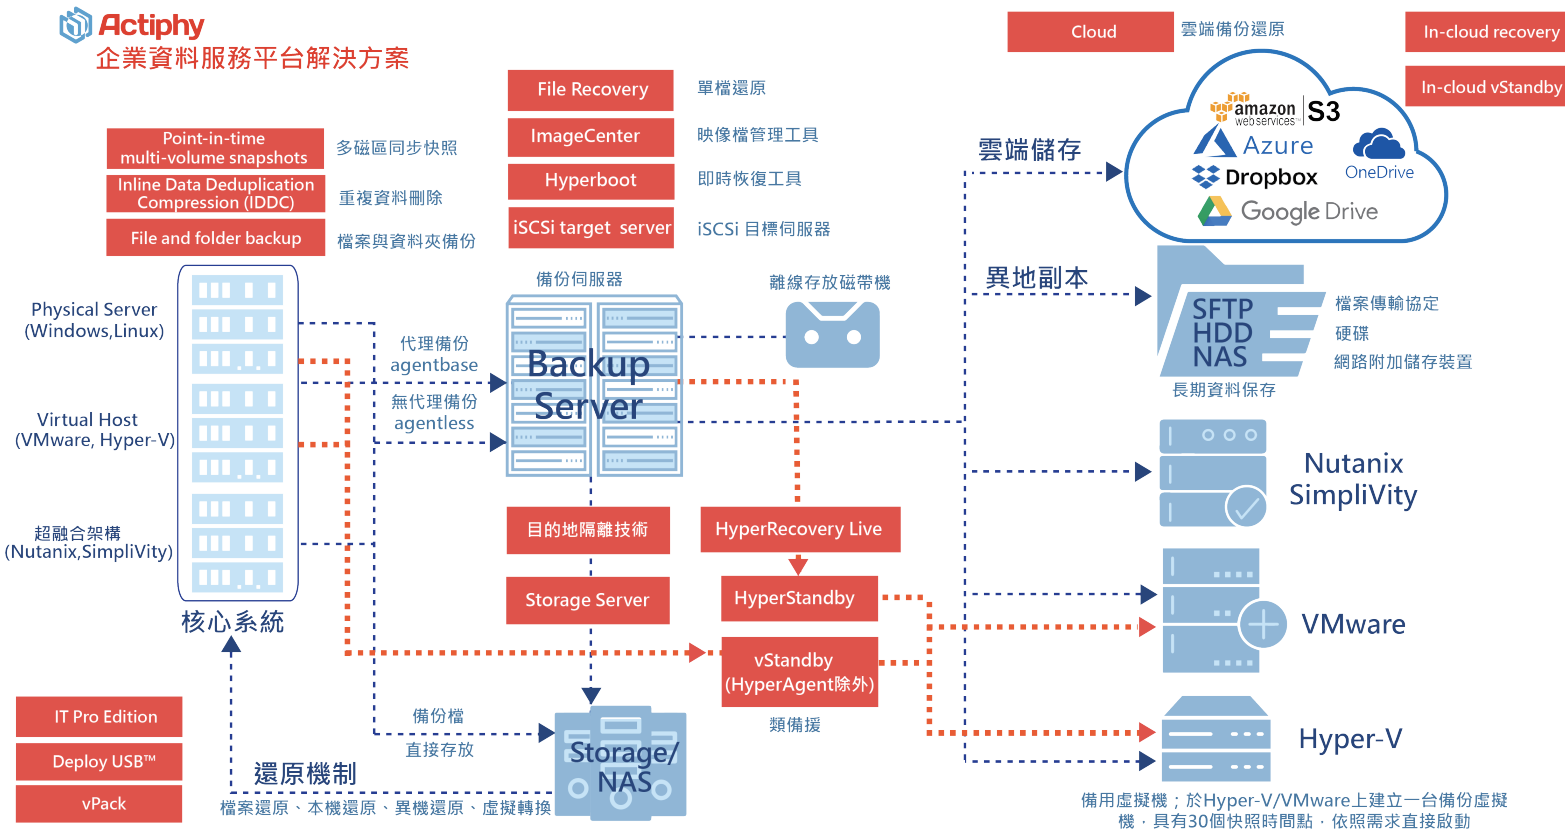 Actiphy
企業資料服務平台解決方案
Point-in-time
multi-volume snapshots
多磁區同步快照
Inline Data Deduplication
Compression (IDDC)
重複資料刪除
File and folder backup
檔案與資料夾備份
File Recovery
單檔還原
ImageCenter
映像檔管理工具
Hyperboot
即時恢復工具
iSCSi target server
iSCSi 目標伺服器
Cloud
雲端備份還原
In-cloud recovery
In-cloud vStandby
amazon
web services™
S3
Azure
OneDrive
Dropbox
Google Drive
雲端儲存
異地副本
SFTP
HDD
NAS
檔案傳輸協定
硬碟
網路附加儲存裝置
長期資料保存
Physical Server
(Windows,Linux)
Virtual Host
(VMware, Hyper-V)
超融合架構
(Nutanix,SimpliVity)
核心系統
代理備份
agentbase
無代理備份
agentless
備份伺服器
Backup
Server
離線存放磁帶機
目的地隔離技術
Storage Server
HyperRecovery Live
HyperStandby
vStandby
(HyperAgent除外)
類備援
Nutanix
SimpliVity
VMware
Hyper-V
備用虛擬機；於Hyper-V/VMware上建立一台備份虛擬
機，具有30個快照時間點，依照需求直接啟動
備份檔
直接存放
Storage/
NAS
還原機制
檔案還原、本機還原、異機還原、虛擬轉換
IT Pro Edition
Deploy USB™
vPack